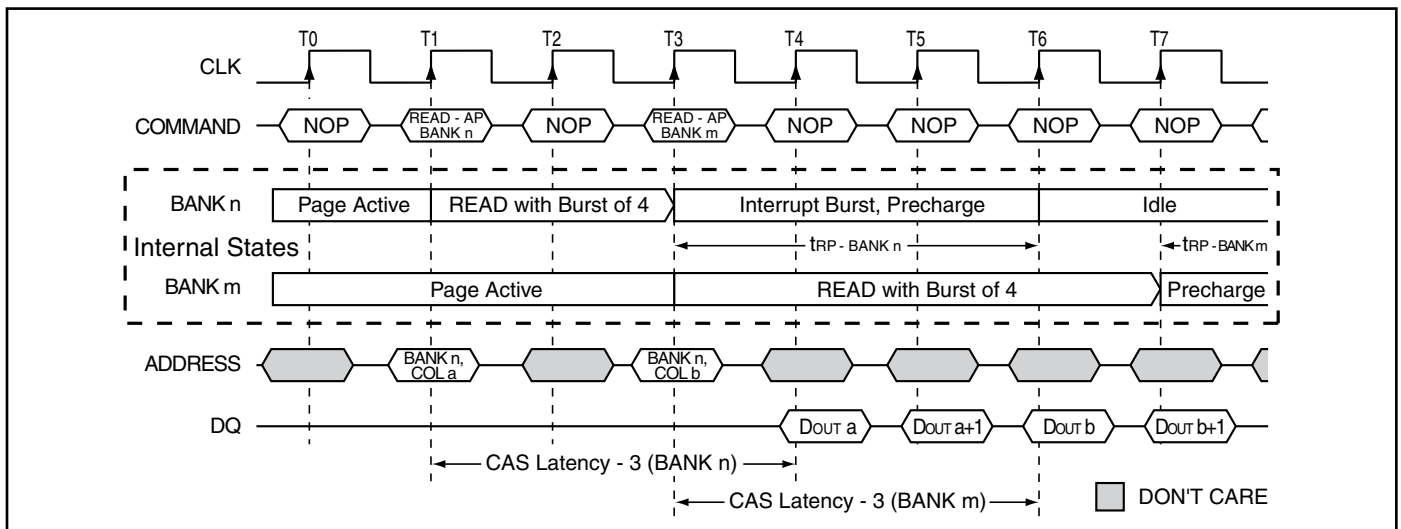 T0 T1 T2 T3 T4 T5 T6 T7
CLK
COMMAND NOP READ - AP BANK n NOP READ - AP BANK m NOP NOP NOP NOP
BANK n Page Active READ with Burst of 4 Interrupt Burst, Precharge Idle
Internal States tRP - BANK n tRP - BANK m
BANK m Page Active READ with Burst of 4 Precharge
ADDRESS BANK n, COL a BANK n, COL b
DQ DOUT a DOUT a+1 DOUT b DOUT b+1
CAS Latency - 3 (BANK n)
CAS Latency - 3 (BANK m) DON'T CARE